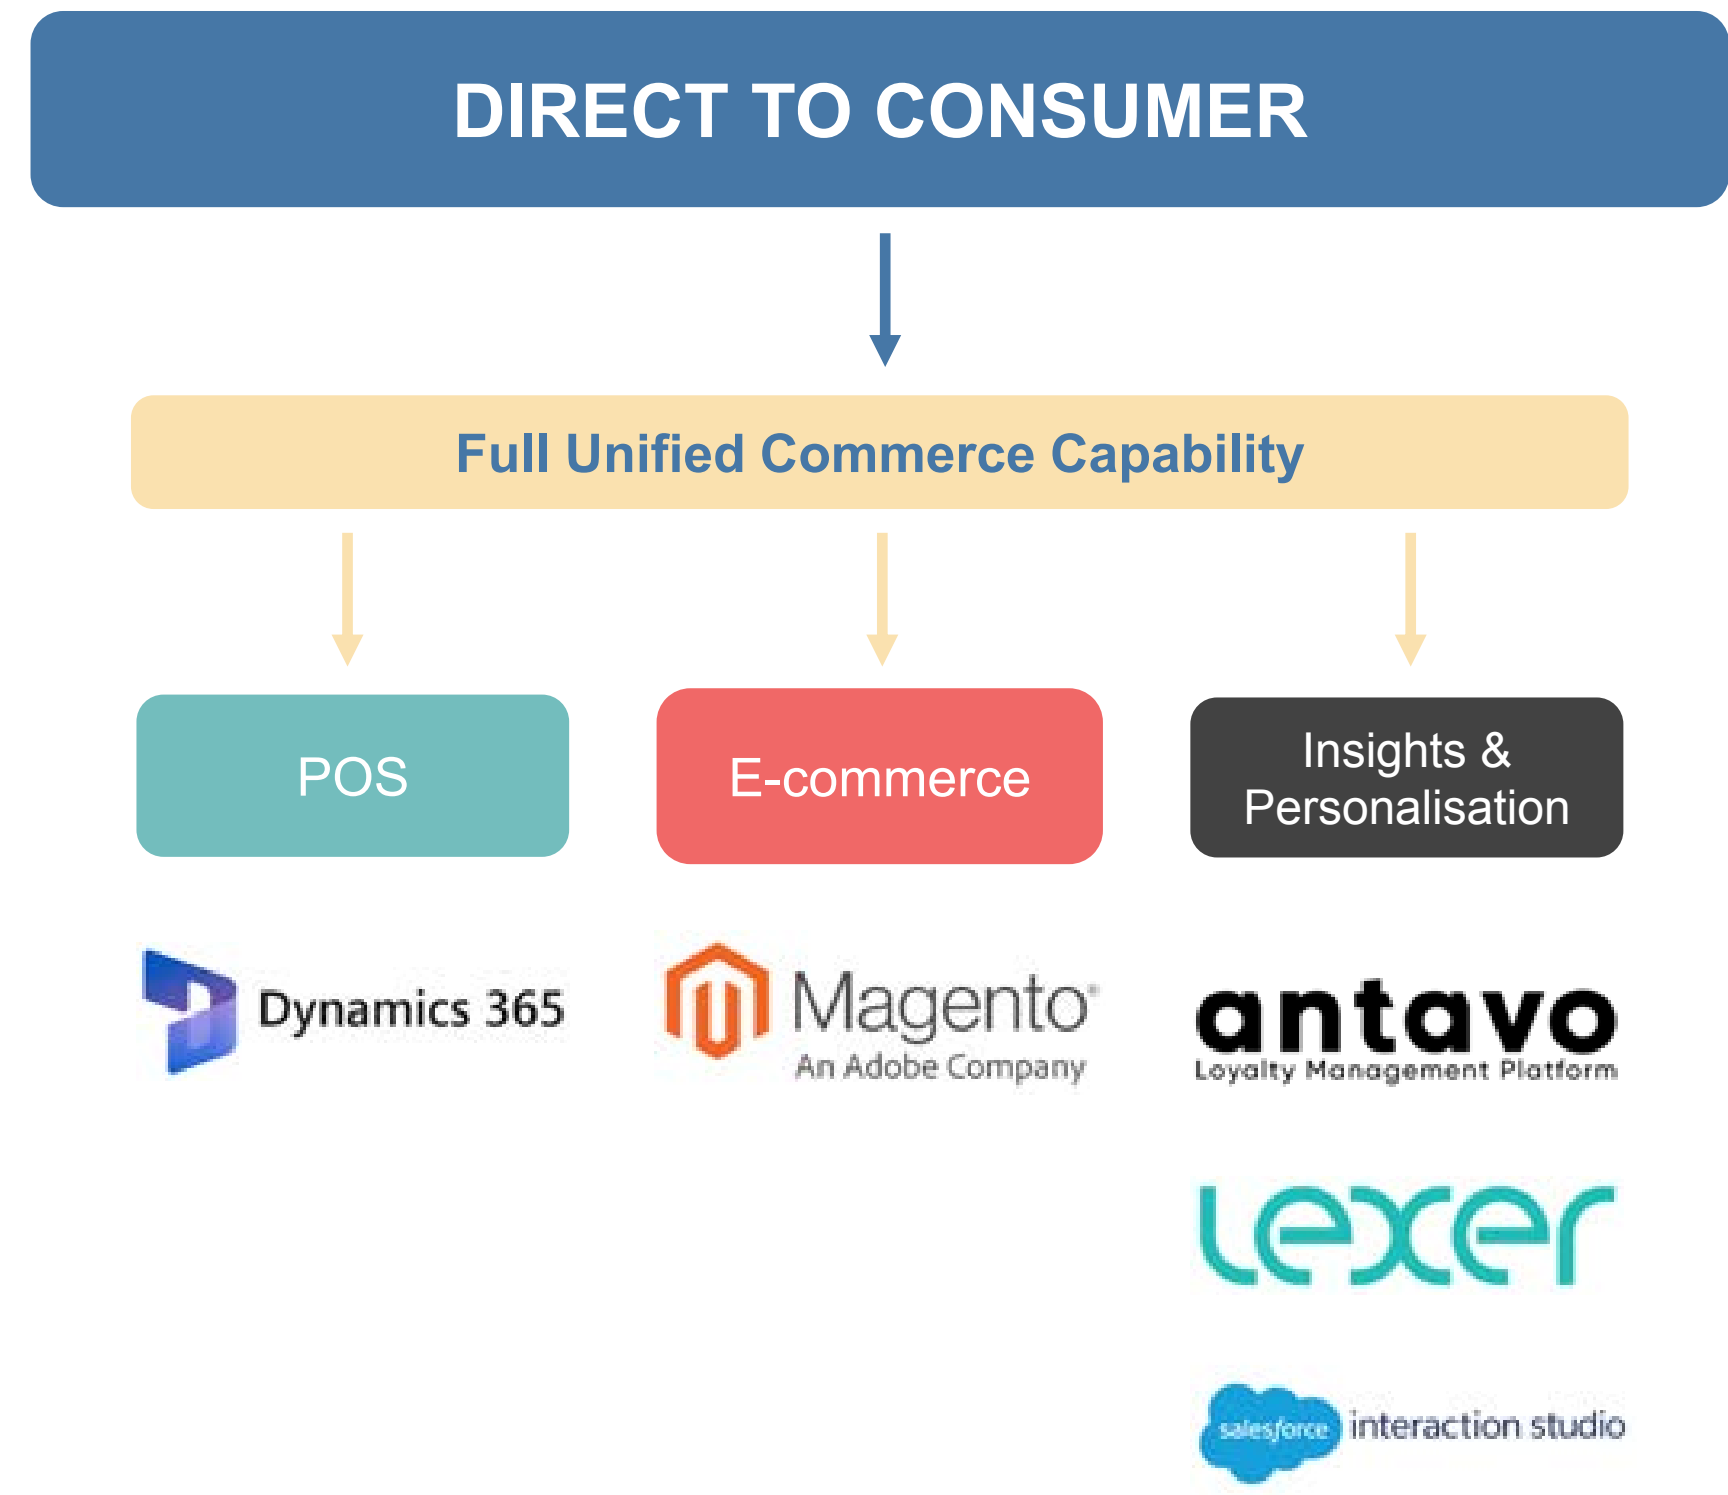 DIRECT TO CONSUMER
Full Unified Commerce Capability
POS
E-commerce
Insights &
Personalisation
Dynamics 365
Magento®
An Adobe Company
antavo
Loyalty Management Platform
lexer
salesforce interaction studio